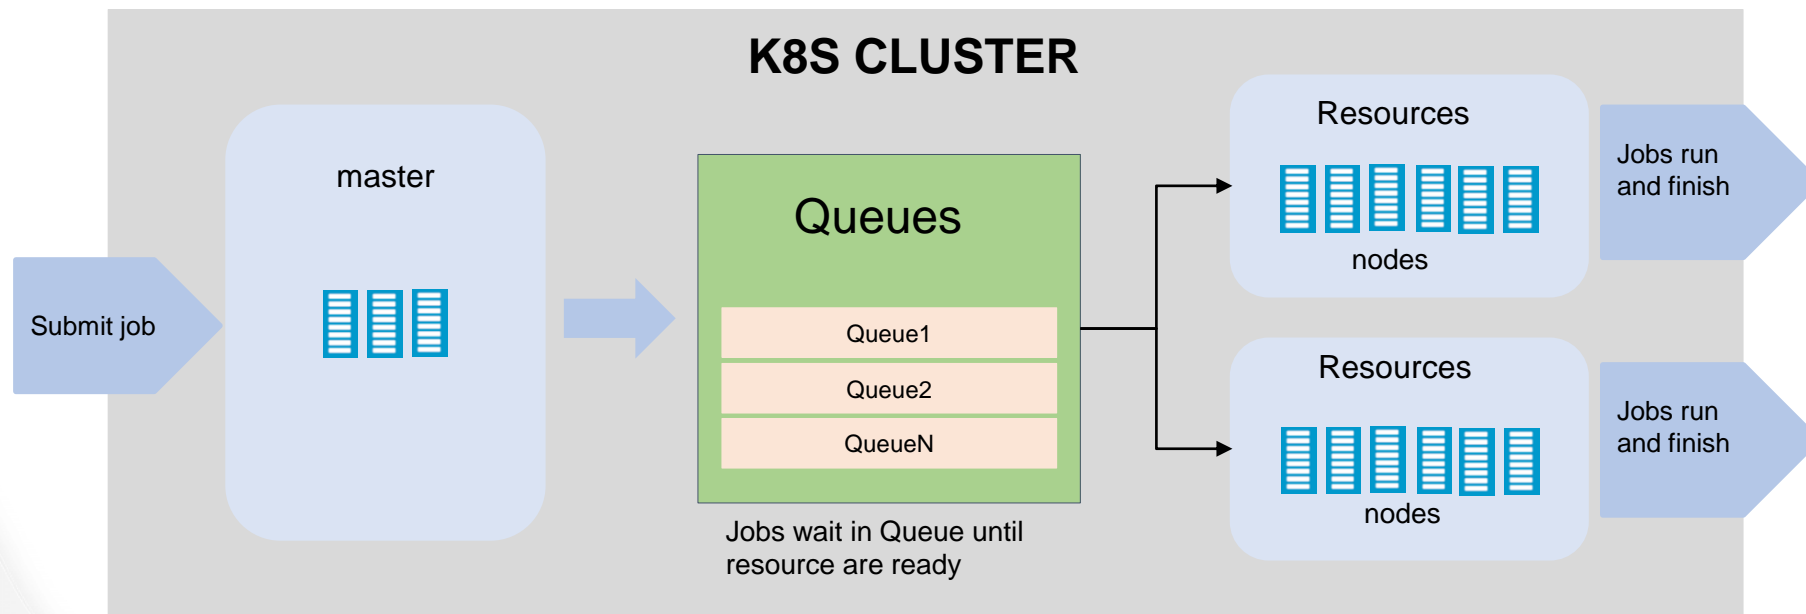 K8S CLUSTER
Submit job
master
Queues
Queue1
Queue2
QueueN
Jobs wait in Queue until
resource are ready
Resources
nodes
Jobs run
and finish
Resources
nodes
Jobs run
and finish